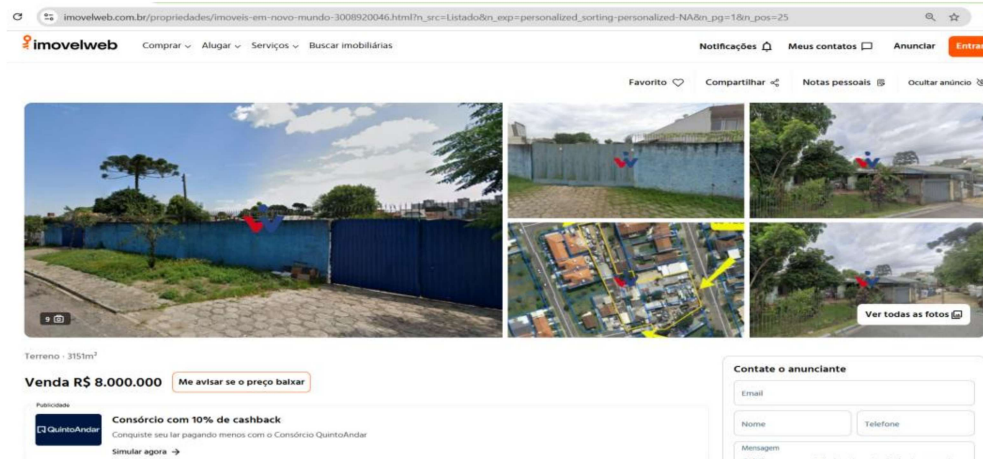 imovelweb.com.br/propriedades/imoveis-em-novo-mundo-3008920046.html?n_src=Listado&n_exp=personalized_sorting-personalized-NA&n_pg=1&n_pos=25
imovelweb Comprar Alugar Serviços Buscar imobiliárias Notificações Meus contatos Anunciar Entrar
Favorito Compartilhar Notas pessoais Ocultar anúncio
9
Ver todas as fotos
Terreno · 3151m²
Venda R$ 8.000.000 Me avisar se o preço baixar
Publicidade
QuintoAndar
Consórcio com 10% de cashback
Conquiste seu lar pagando menos com o Consórcio QuintoAndar
Simular agora →
Contate o anunciante
Email
Nome Telefone
Mensagem